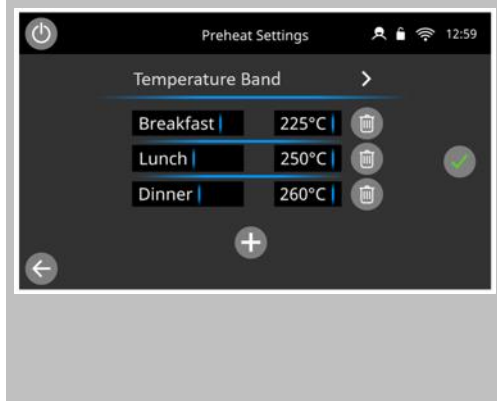 Preheat Settings 12:59
Temperature Band
Breakfast 225°C
Lunch 250°C
Dinner 260°C